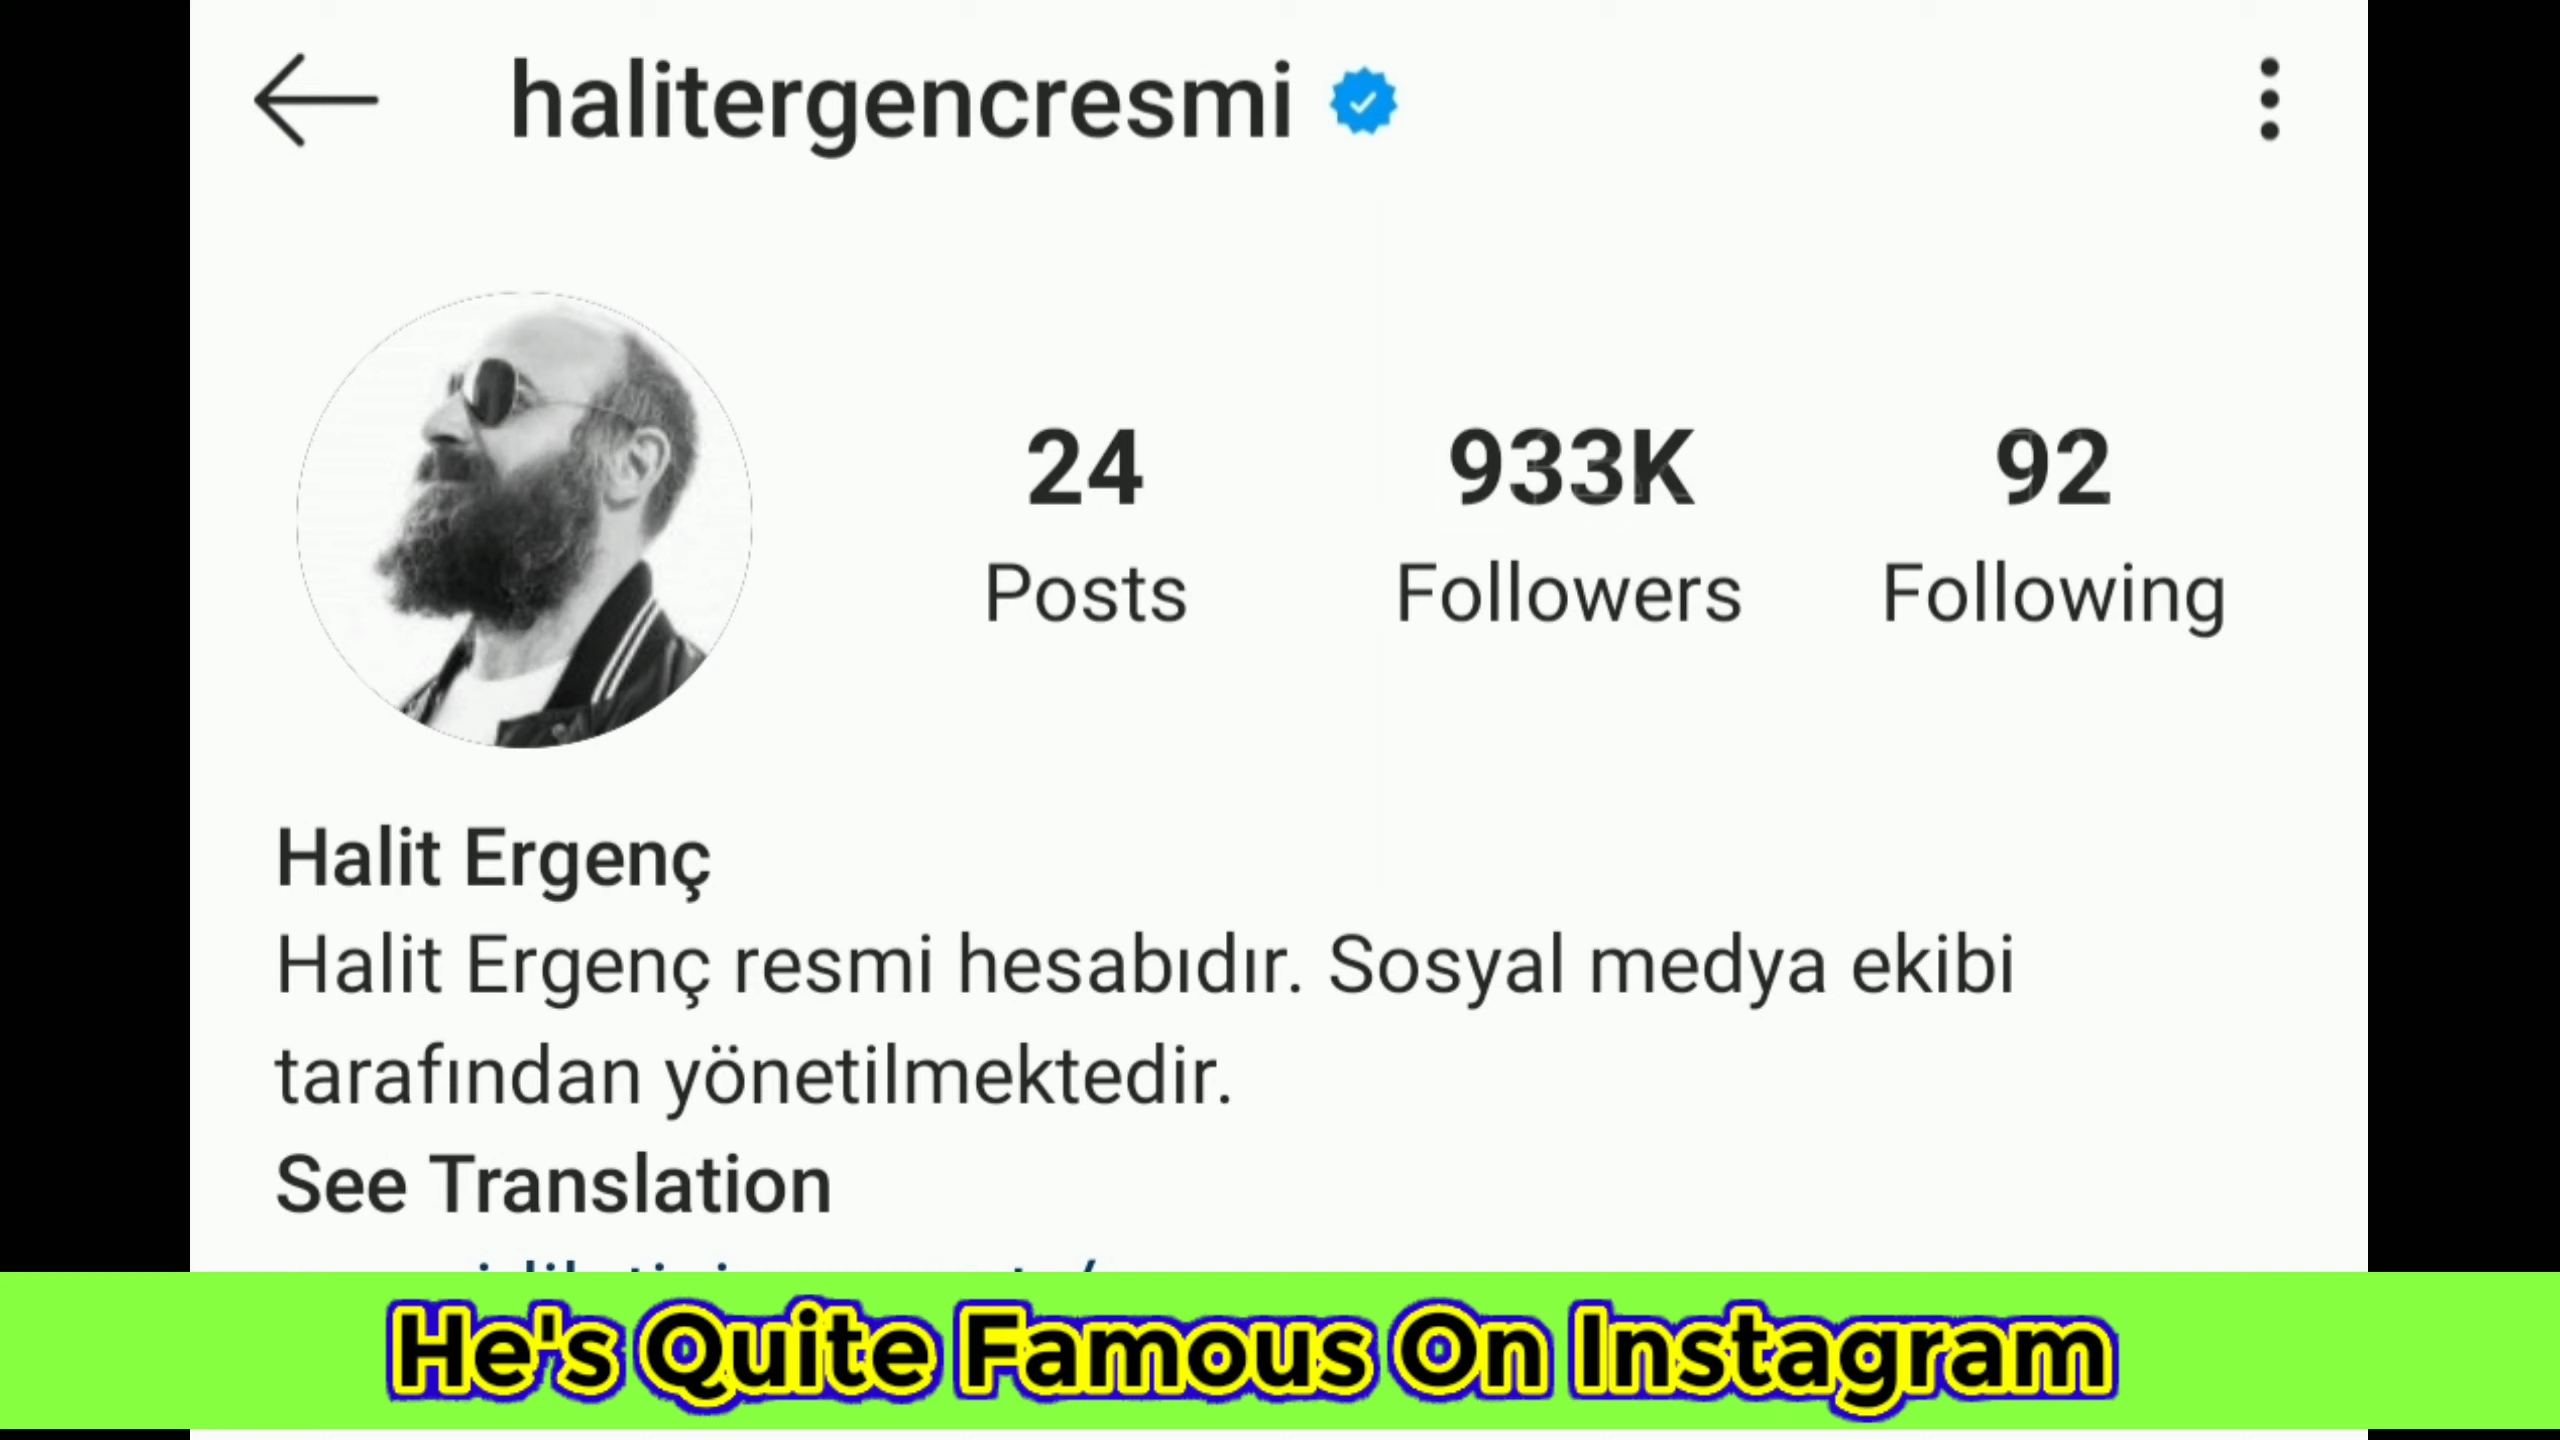 halitergencresmi
24 933K 92
Posts Followers Following
Halit Ergenç
Halit Ergenç resmi hesabıdır. Sosyal medya ekibi
tarafından yönetilmektedir.
See Translation
He's Quite Famous On Instagram